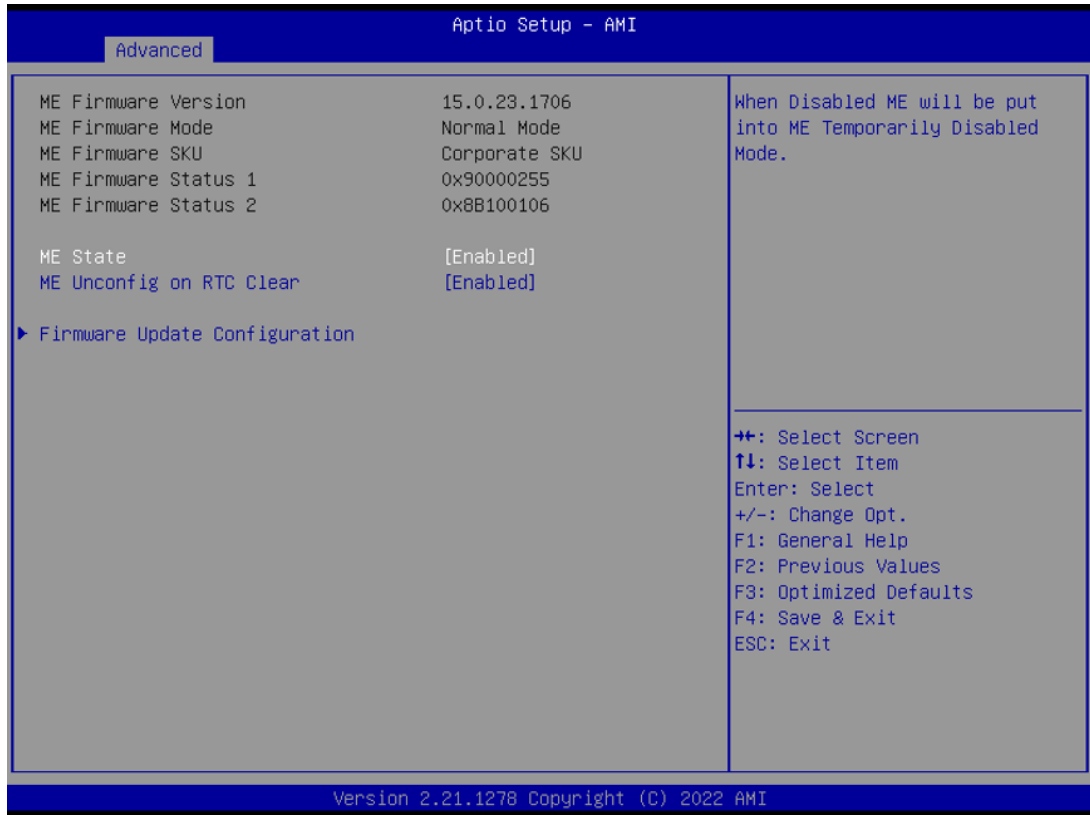 Aptio Setup – AMI
Advanced
ME Firmware Version 15.0.23.1706
ME Firmware Mode Normal Mode
ME Firmware SKU Corporate SKU
ME Firmware Status 1 0x90000255
ME Firmware Status 2 0x8B100106
ME State [Enabled]
ME Unconfig on RTC Clear [Enabled]
▶ Firmware Update Configuration
When Disabled ME will be put
into ME Temporarily Disabled
Mode.
→←: Select Screen
↑↓: Select Item
Enter: Select
+/-: Change Opt.
F1: General Help
F2: Previous Values
F3: Optimized Defaults
F4: Save & Exit
ESC: Exit
Version 2.21.1278 Copyright (C) 2022 AMI